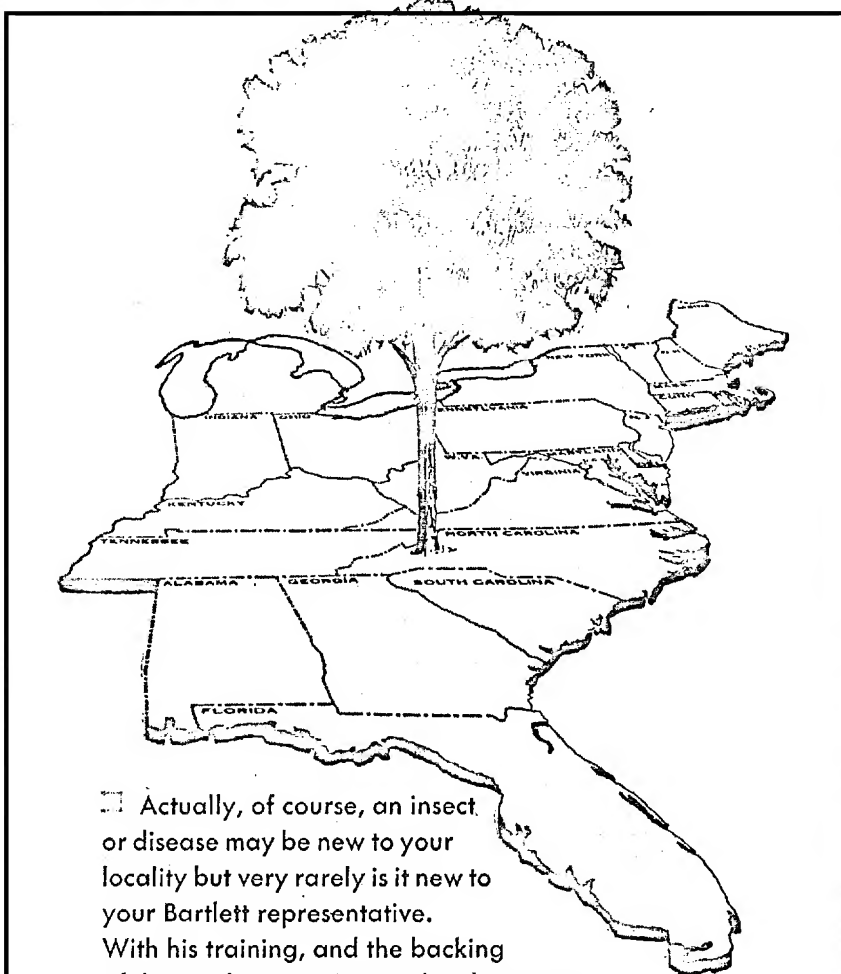 NEW YORK
INDIANA OHIO
MARYLAND
VIRGINIA
KENTUCKY
TENNESSEE
NORTH CAROLINA
ALABAMA GEORGIA SOUTH CAROLINA
FLORIDA
Actually, of course, an insect
or disease may be new to your
locality but very rarely is it new to
your Bartlett representative.
With his training, and the backing